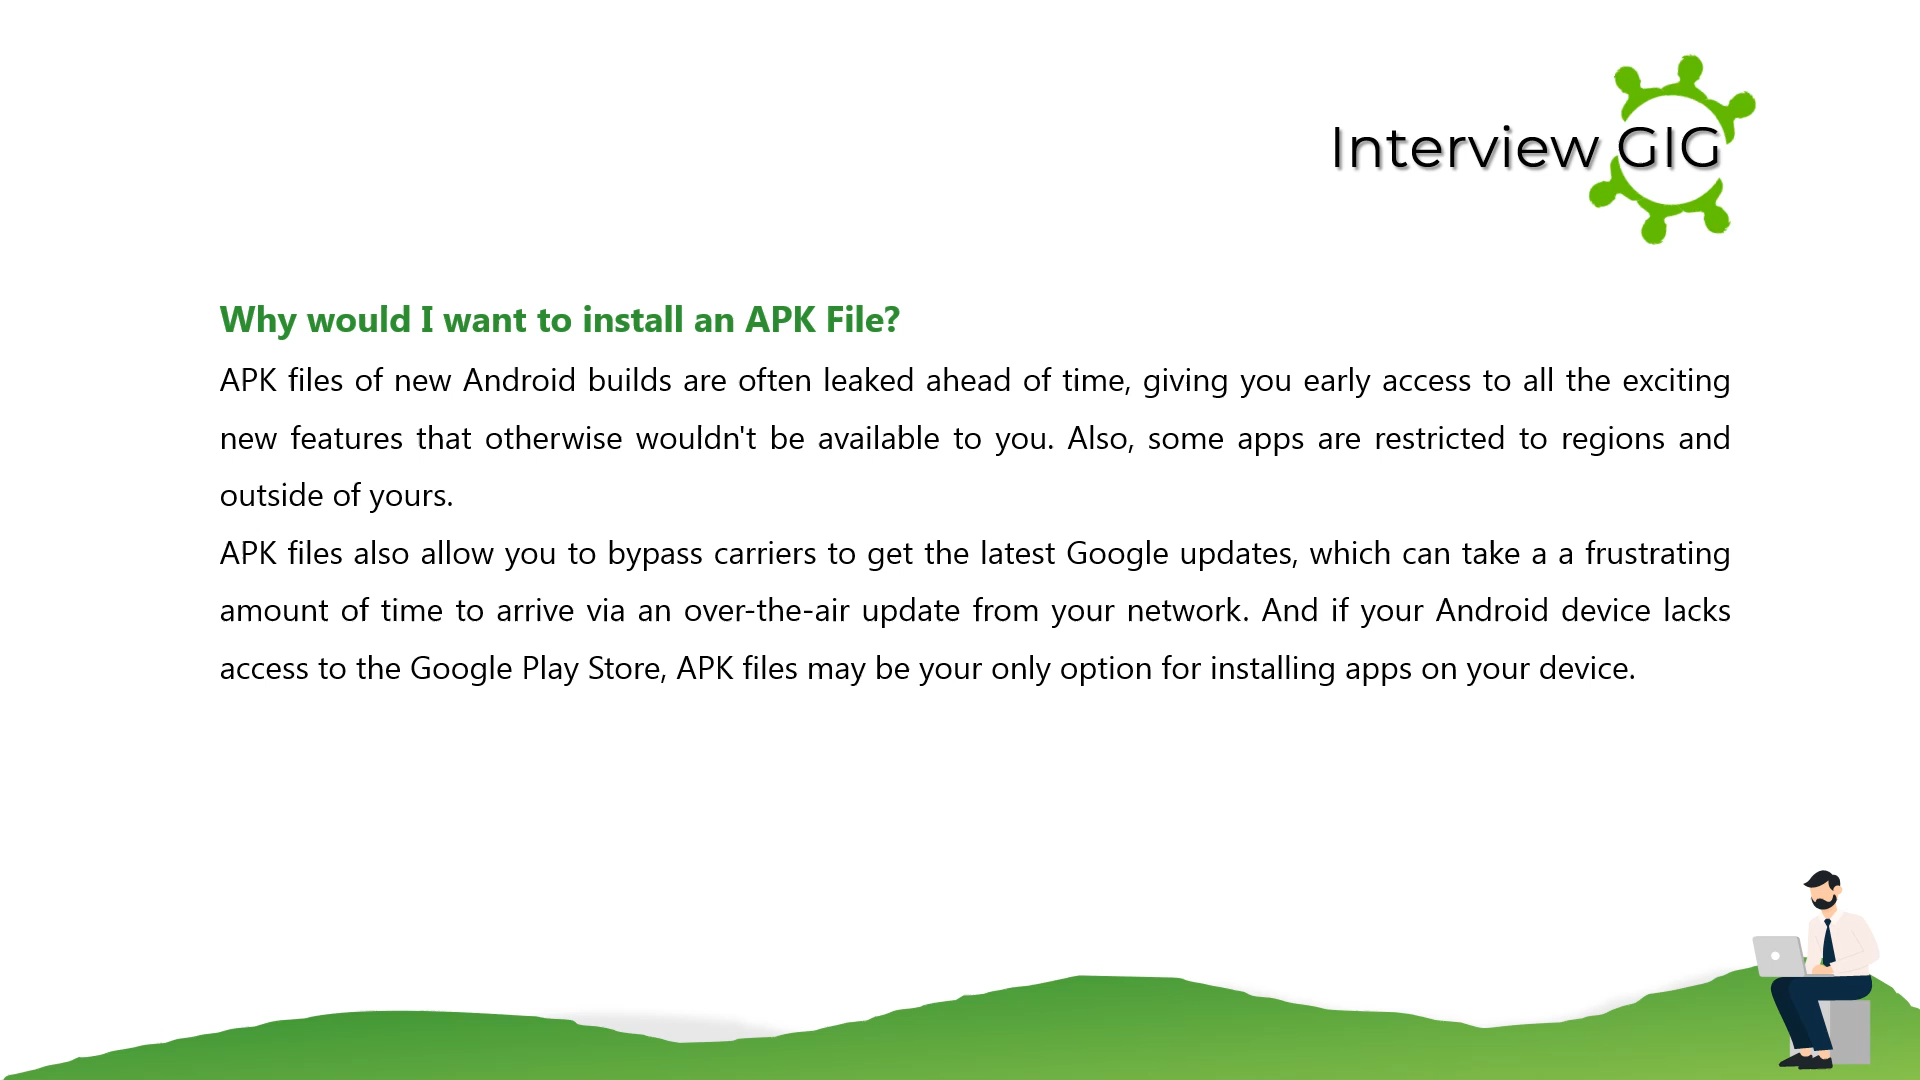 Interview GIG
Why would I want to install an APK File?
APK files of new Android builds are often leaked ahead of time, giving you early access to all the exciting
new features that otherwise wouldn't be available to you. Also, some apps are restricted to regions and
outside of yours.
APK files also allow you to bypass carriers to get the latest Google updates, which can take a a frustrating
amount of time to arrive via an over-the-air update from your network. And if your Android device lacks
access to the Google Play Store, APK files may be your only option for installing apps on your device.